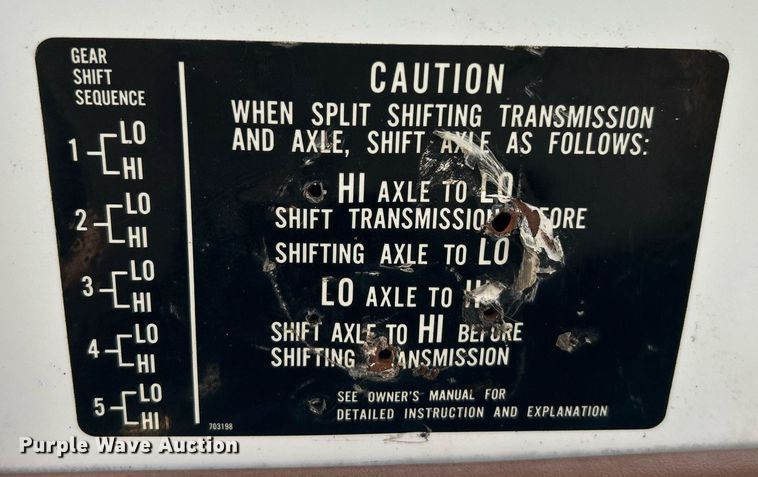 GEAR
SHIFT
SEQUENCE
1 LO
HI
2 LO
HI
3 LO
HI
4 LO
HI
5 LO
HI
CAUTION
WHEN SPLIT SHIFTING TRANSMISSION
AND AXLE, SHIFT AXLE AS FOLLOWS:
HI AXLE TO LO
SHIFT TRANSMISSION BEFORE
SHIFTING AXLE TO LO
LO AXLE TO HI
SHIFT AXLE TO HI BEFORE
SHIFTING TRANSMISSION
SEE OWNER'S MANUAL FOR
DETAILED INSTRUCTION AND EXPLANATION
703198
Purple Wave Auction